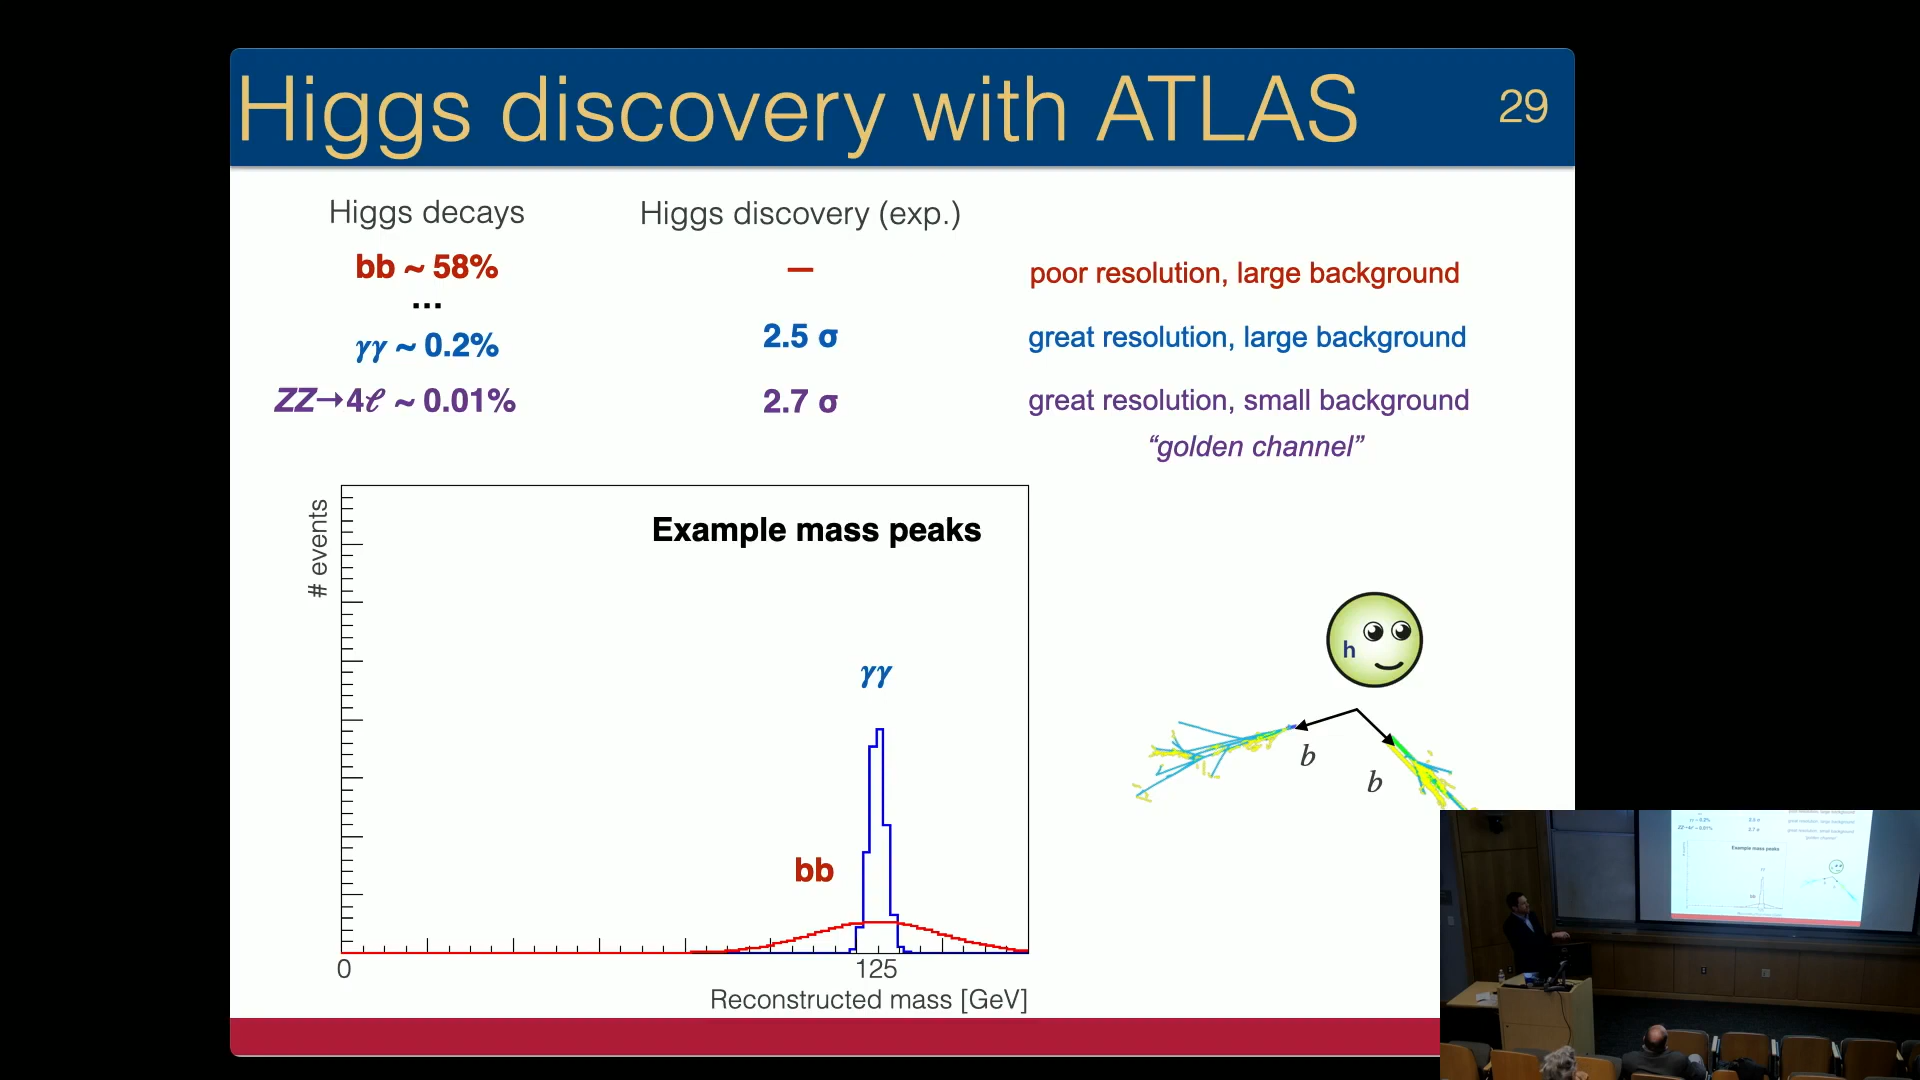 Higgs discovery with ATLAS 29
Higgs decays Higgs discovery (exp.)
bb ~ 58% — poor resolution, large background
...
γγ ~ 0.2% 2.5 σ great resolution, large background
ZZ→4ℓ ~ 0.01% 2.7 σ great resolution, small background
“golden channel”
# events
Example mass peaks
γγ
bb
0 125
Reconstructed mass [GeV]
h
b
b